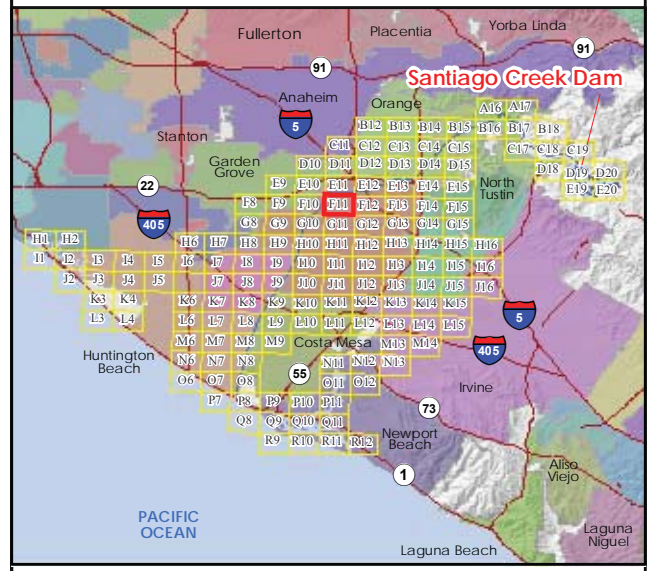 Fullerton
Placentia
Yorba Linda
91
91
Santiago Creek Dam
Anaheim
Orange
A16 A17
5
B12 B13 B14 B15 B16 B17 B18
Stanton
C11 C12 C13 C14 C15 C17 C18 C19
Garden
Grove
D10 D11 D12 D13 D14 D15 D18 D19 D20
22
E9 E10 E11 E12 E13 E14 E15 E19 E20
North
Tustin
F8 F9 F10 F11 F12 F13 F14 F15
405
G8 G9 G10 G11 G12 G13 G14 G15
H1 H2 H6 H7 H8 H9 H10 H11 H12 H13 H14 H15 H16
I1 I2 I3 I4 I5 I6 I7 I8 I9 I10 I11 I12 I13 I14 I15 I16
J2 J3 J4 J5 J7 J8 J9 J10 J11 J12 J13 J14 J15 J16
K3 K4 K6 K7 K8 K9 K10 K11 K12 K13 K14 K15
5
L3 L4 L6 L7 L8 L9 L10 L11 L12 L13 L14 L15
M6 M7 M8 M9 Costa Mesa M13 M14
405
Huntington
Beach
N6 N7 N8 N11 N12 N13
55
O6 O7 O8 O11 O12
Irvine
P7 P8 P9 P10 P11
73
Q8 Q9 Q10 Q11
Newport
Beach
R9 R10 R11 R12
1
Aliso
Viejo
PACIFIC
OCEAN
Laguna
Niguel
Laguna Beach